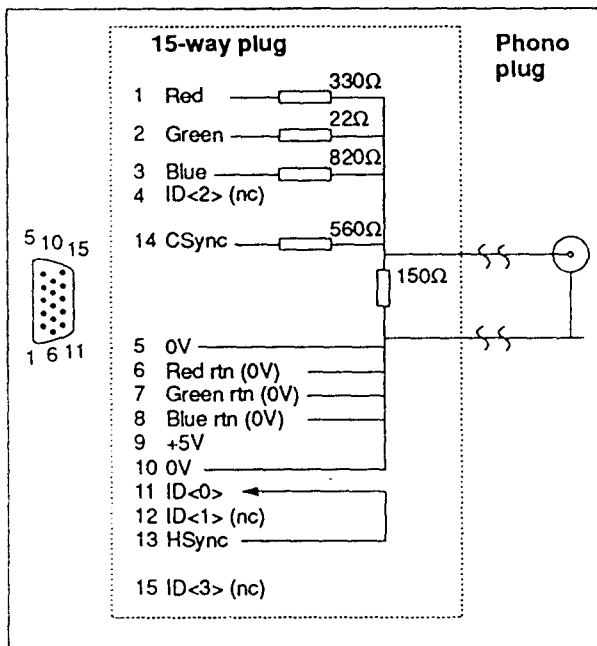 15-way plug
Phono
plug
330Ω
1 Red
22Ω
2 Green
820Ω
3 Blue
4 ID<2> (nc)
560Ω
14 CSync
5 10 15
150Ω
1 6 11
5 0V
6 Red rtn (0V)
7 Green rtn (0V)
8 Blue rtn (0V)
9 +5V
10 0V
11 ID<0>
12 ID<1> (nc)
13 HSync
15 ID<3> (nc)